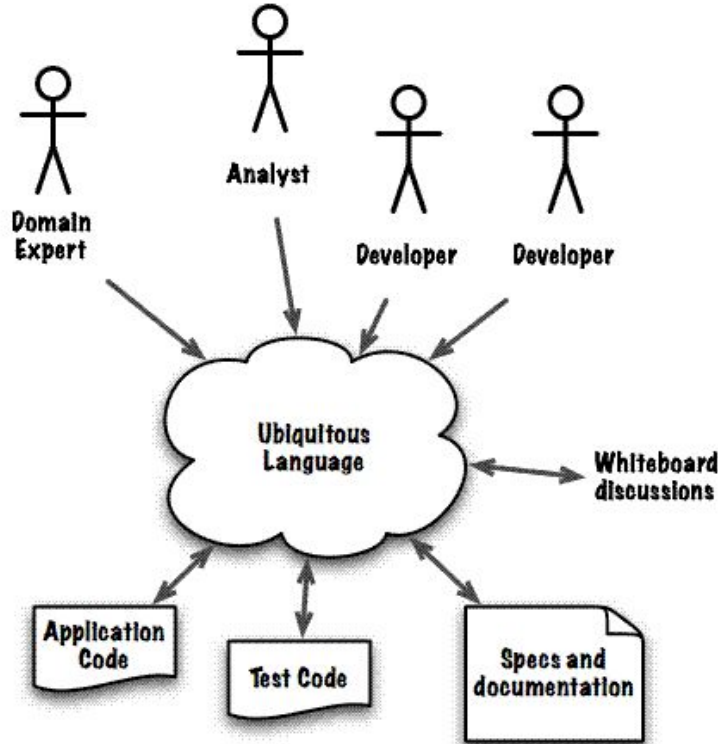 Analyst
Domain
Expert
Developer
Developer
Ubiquitous
Language
Whiteboard
discussions
Application
Code
Test Code
Specs and
documentation